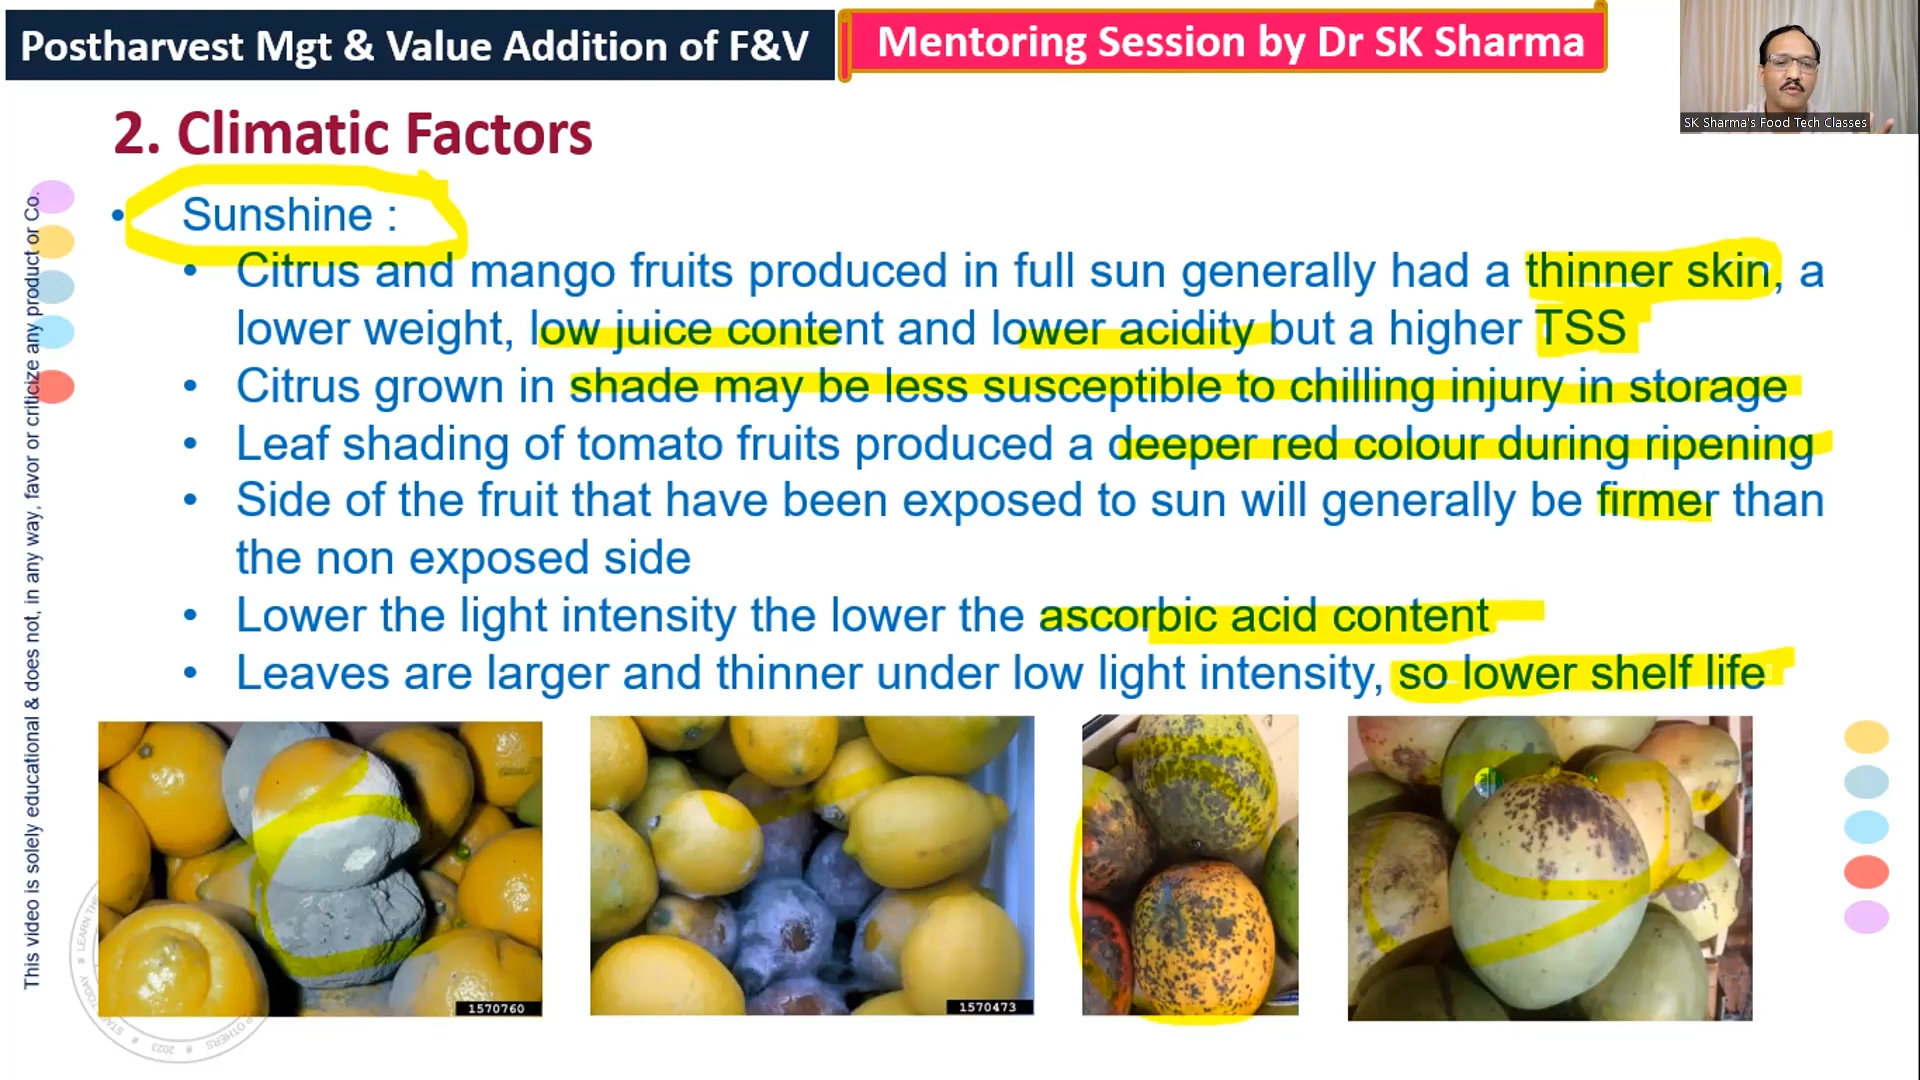 Postharvest Mgt & Value Addition of F&V
Mentoring Session by Dr SK Sharma
SK Sharma's Food Tech Classes
2. Climatic Factors
• Sunshine :
• Citrus and mango fruits produced in full sun generally had a thinner skin, a
lower weight, low juice content and lower acidity but a higher TSS
• Citrus grown in shade may be less susceptible to chilling injury in storage
• Leaf shading of tomato fruits produced a deeper red colour during ripening
• Side of the fruit that have been exposed to sun will generally be firmer than
the non exposed side
• Lower the light intensity the lower the ascorbic acid content
• Leaves are larger and thinner under low light intensity, so lower shelf life
This video is solely educational & does not, in any way, favor or criticize any product or Co.
1570760
1570473
LEARN
START TODAY
OTHERS
2023